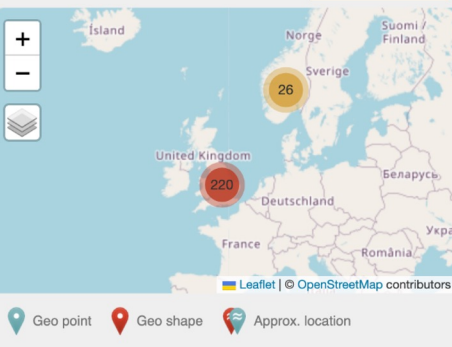 +
Ísland
Norge
Suomi /
Finland
−
Sverige
26
United Kingdom
220
Беларусь
Deutschland
Укра
France
România
Leaflet | © OpenStreetMap contributors
Geo point
Geo shape
Approx. location